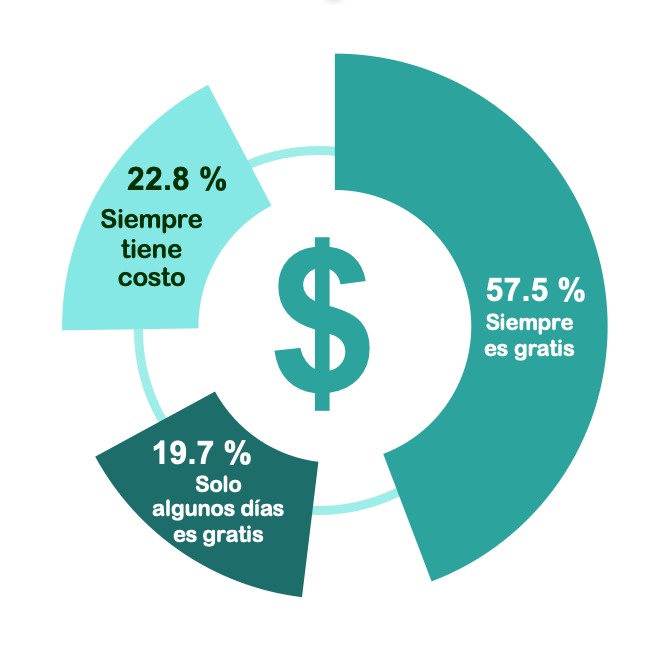 22.8 %
Siempre
tiene
costo
$
57.5 %
Siempre
es gratis
19.7 %
Solo
algunos días
es gratis